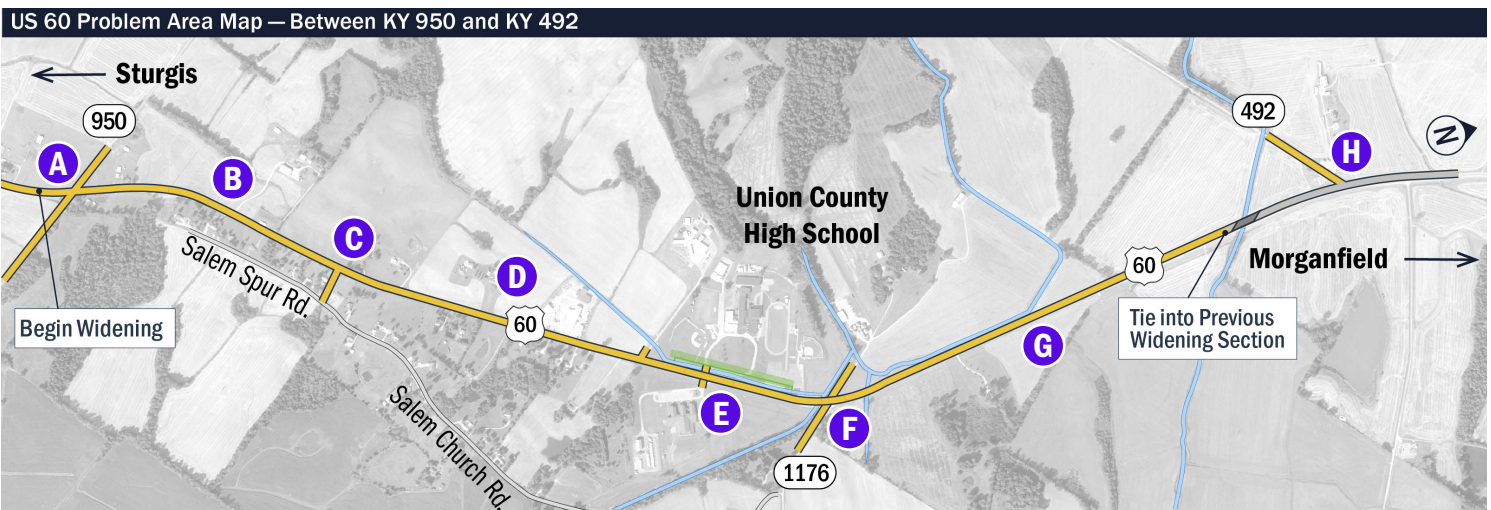 US 60 Problem Area Map — Between KY 950 and KY 492
Sturgis
950
A
B
C
D
E
F
G
H
Salem Spur Rd.
Salem Church Rd.
Begin Widening
60
Union County
High School
1176
60
492
N
Morganfield
Tie into Previous
Widening Section